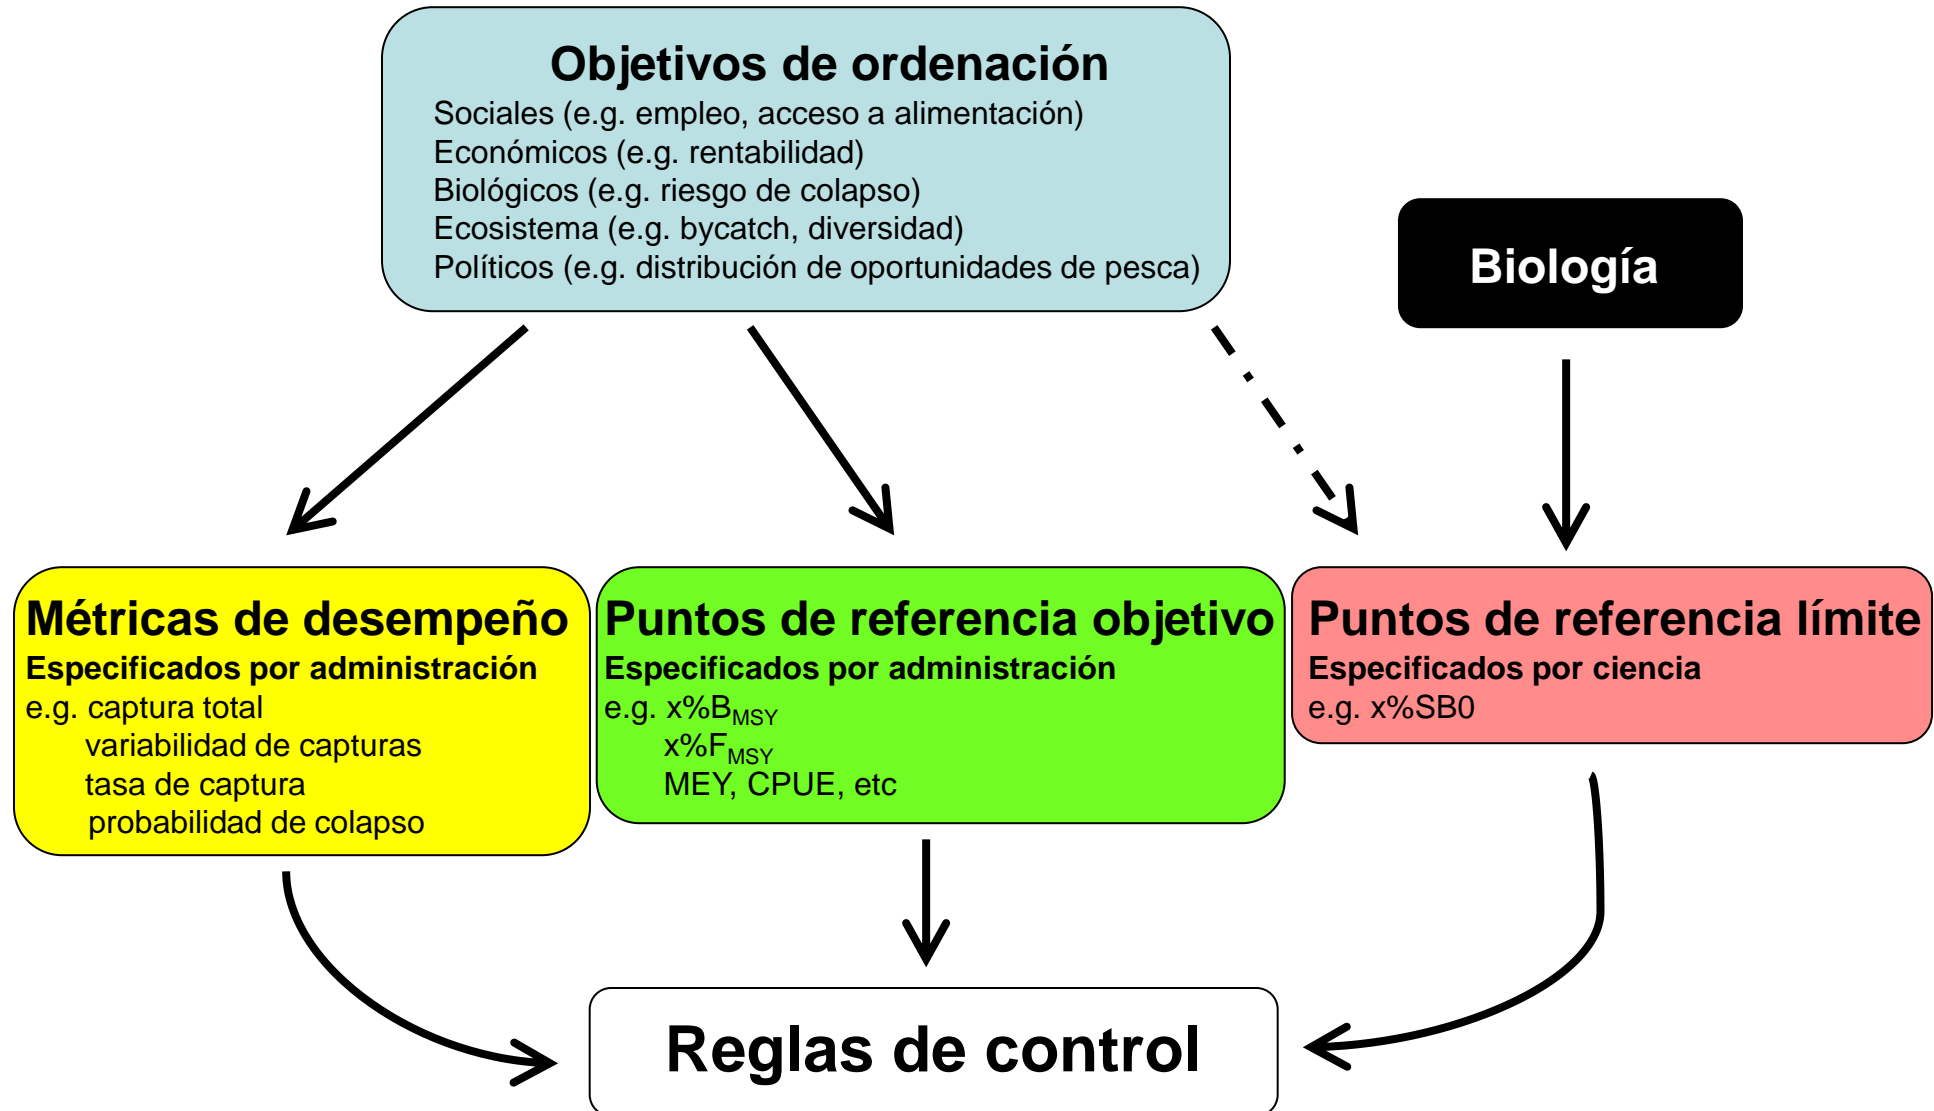 Objetivos de ordenación
Sociales (e.g. empleo, acceso a alimentación)
Económicos (e.g. rentabilidad)
Biológicos (e.g. riesgo de colapso)
Ecosistema (e.g. bycatch, diversidad)
Políticos (e.g. distribución de oportunidades de pesca)
Biología
Métricas de desempeño
Especificados por administración
e.g. captura total
variabilidad de capturas
tasa de captura
probabilidad de colapso
Puntos de referencia objetivo
Especificados por administración
e.g. x%BMSY
x%FMSY
MEY, CPUE, etc
Puntos de referencia límite
Especificados por ciencia
e.g. x%SB0
Reglas de control